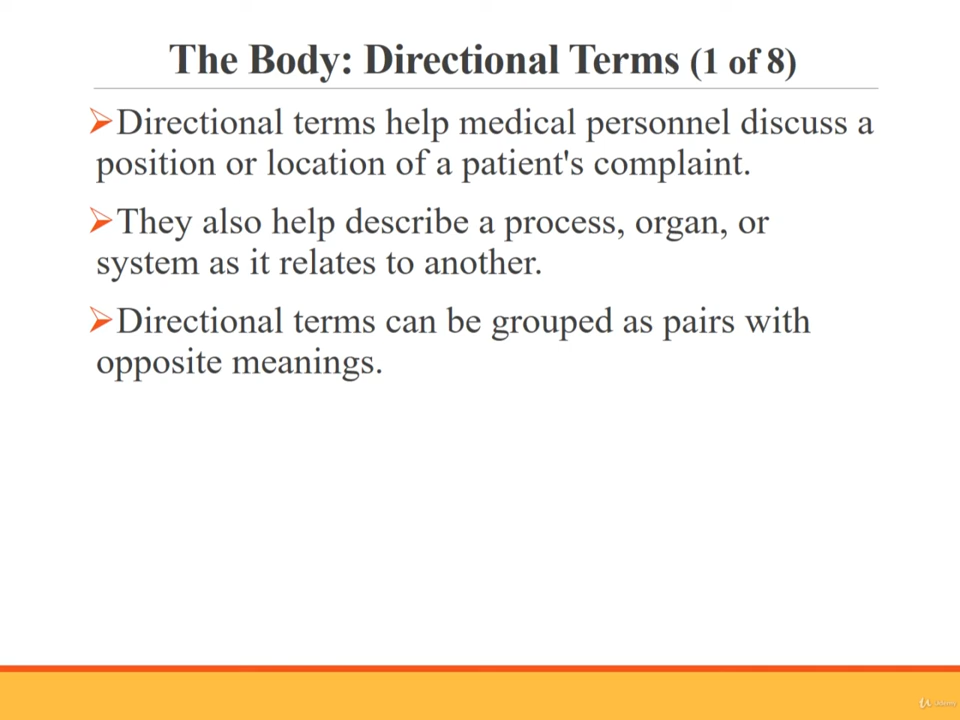 The Body: Directional Terms (1 of 8)
Directional terms help medical personnel discuss a
position or location of a patient's complaint.
They also help describe a process, organ, or
system as it relates to another.
Directional terms can be grouped as pairs with
opposite meanings.
Udemy